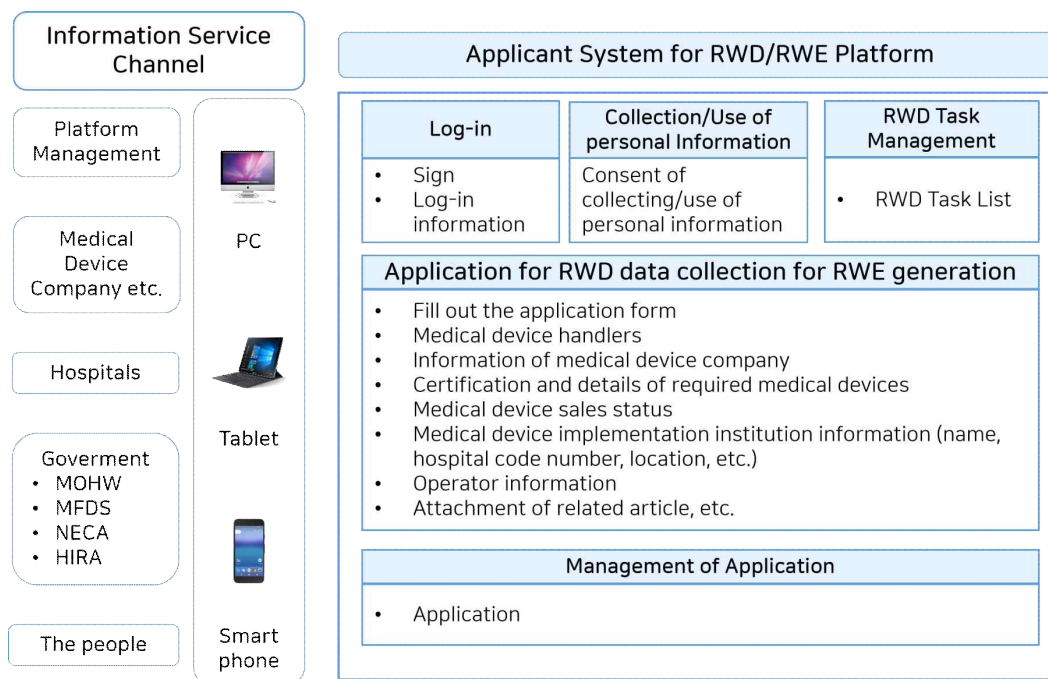 Information Service
Channel
Platform
Management
Medical
Device
Company etc.
Hospitals
Goverment
• MOHW
• MFDS
• NECA
• HIRA
The people
PC
Tablet
Smart
phone
Applicant System for RWD/RWE Platform
Log-in
• Sign
• Log-in
information
Collection/Use of
personal Information
Consent of
collecting/use of
personal information
RWD Task
Management
• RWD Task List
Application for RWD data collection for RWE generation
• Fill out the application form
• Medical device handlers
• Information of medical device company
• Certification and details of required medical devices
• Medical device sales status
• Medical device implementation institution information (name,
hospital code number, location, etc.)
• Operator information
• Attachment of related article, etc.
Management of Application
• Application